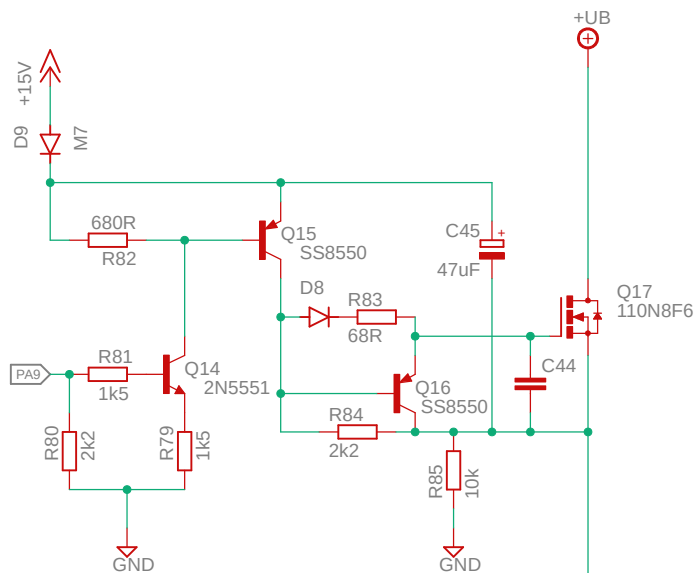 +UB
+15V
D9
M7
680R
R82
Q15
SS8550
C45
+
47uF
D8
R83
68R
Q17
110N8F6
PA9
R81
1k5
Q14
2N5551
Q16
SS8550
C44
R80
2k2
R79
1k5
R84
2k2
R85
10k
GND
GND